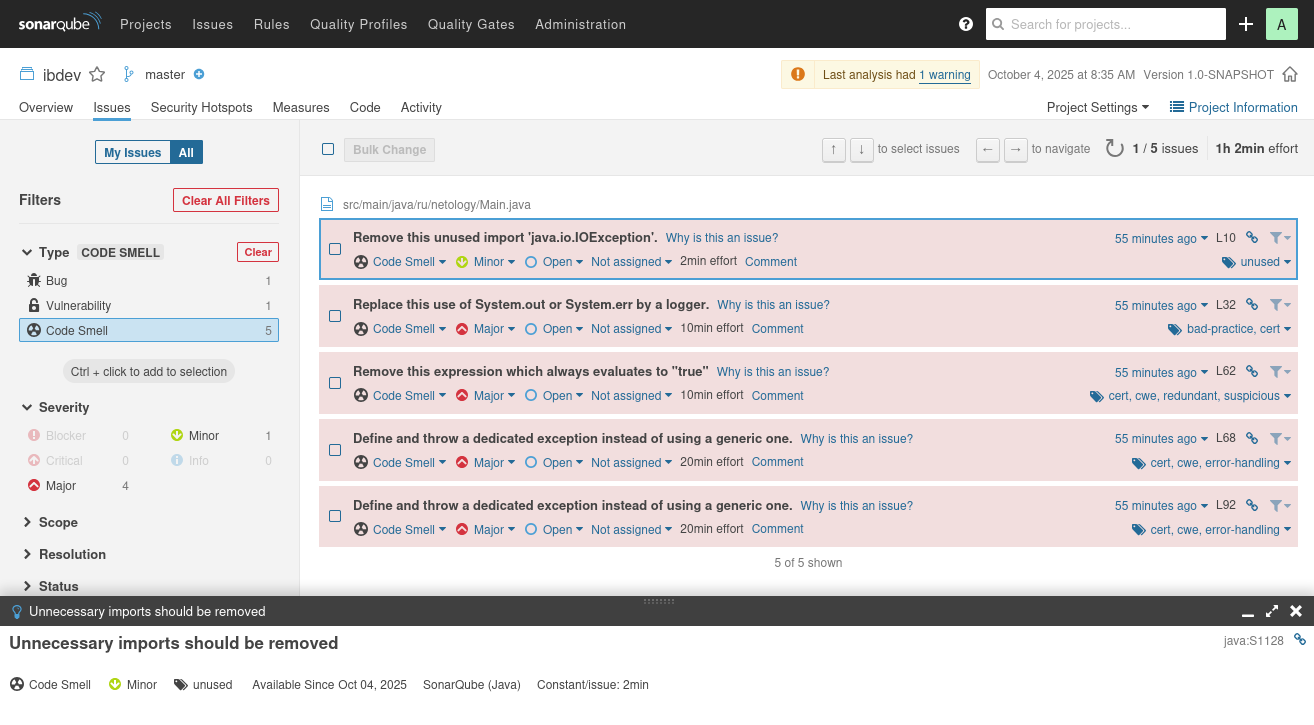 sonarqube Projects Issues Rules Quality Profiles Quality Gates Administration ? Search for projects... A
ibdev master Last analysis had 1 warning October 4, 2025 at 8:35 AM Version 1.0-SNAPSHOT
Overview Issues Security Hotspots Measures Code Activity Project Settings Project Information
My Issues All
Bulk Change ↑ ↓ to select issues ← → to navigate 1 / 5 issues 1h 2min effort
Filters Clear All Filters
Type CODE SMELL Clear
Bug 1
Vulnerability 1
Code Smell 5
Ctrl + click to add to selection
Severity
Blocker 0 Minor 1
Critical 0 Info 0
Major 4
Scope
Resolution
Status
src/main/java/ru/netology/Main.java
Remove this unused import 'java.io.IOException'. Why is this an issue? 55 minutes ago L10
Code Smell Minor Open Not assigned 2min effort Comment unused
Replace this use of System.out or System.err by a logger. Why is this an issue? 55 minutes ago L32
Code Smell Major Open Not assigned 10min effort Comment bad-practice, cert
Remove this expression which always evaluates to "true" Why is this an issue? 55 minutes ago L62
Code Smell Major Open Not assigned 10min effort Comment cert, cwe, redundant, suspicious
Define and throw a dedicated exception instead of using a generic one. Why is this an issue? 55 minutes ago L68
Code Smell Major Open Not assigned 20min effort Comment cert, cwe, error-handling
Define and throw a dedicated exception instead of using a generic one. Why is this an issue? 55 minutes ago L92
Code Smell Major Open Not assigned 20min effort Comment cert, cwe, error-handling
5 of 5 shown
Unnecessary imports should be removed
Unnecessary imports should be removed java:S1128
Code Smell Minor unused Available Since Oct 04, 2025 SonarQube (Java) Constant/issue: 2min